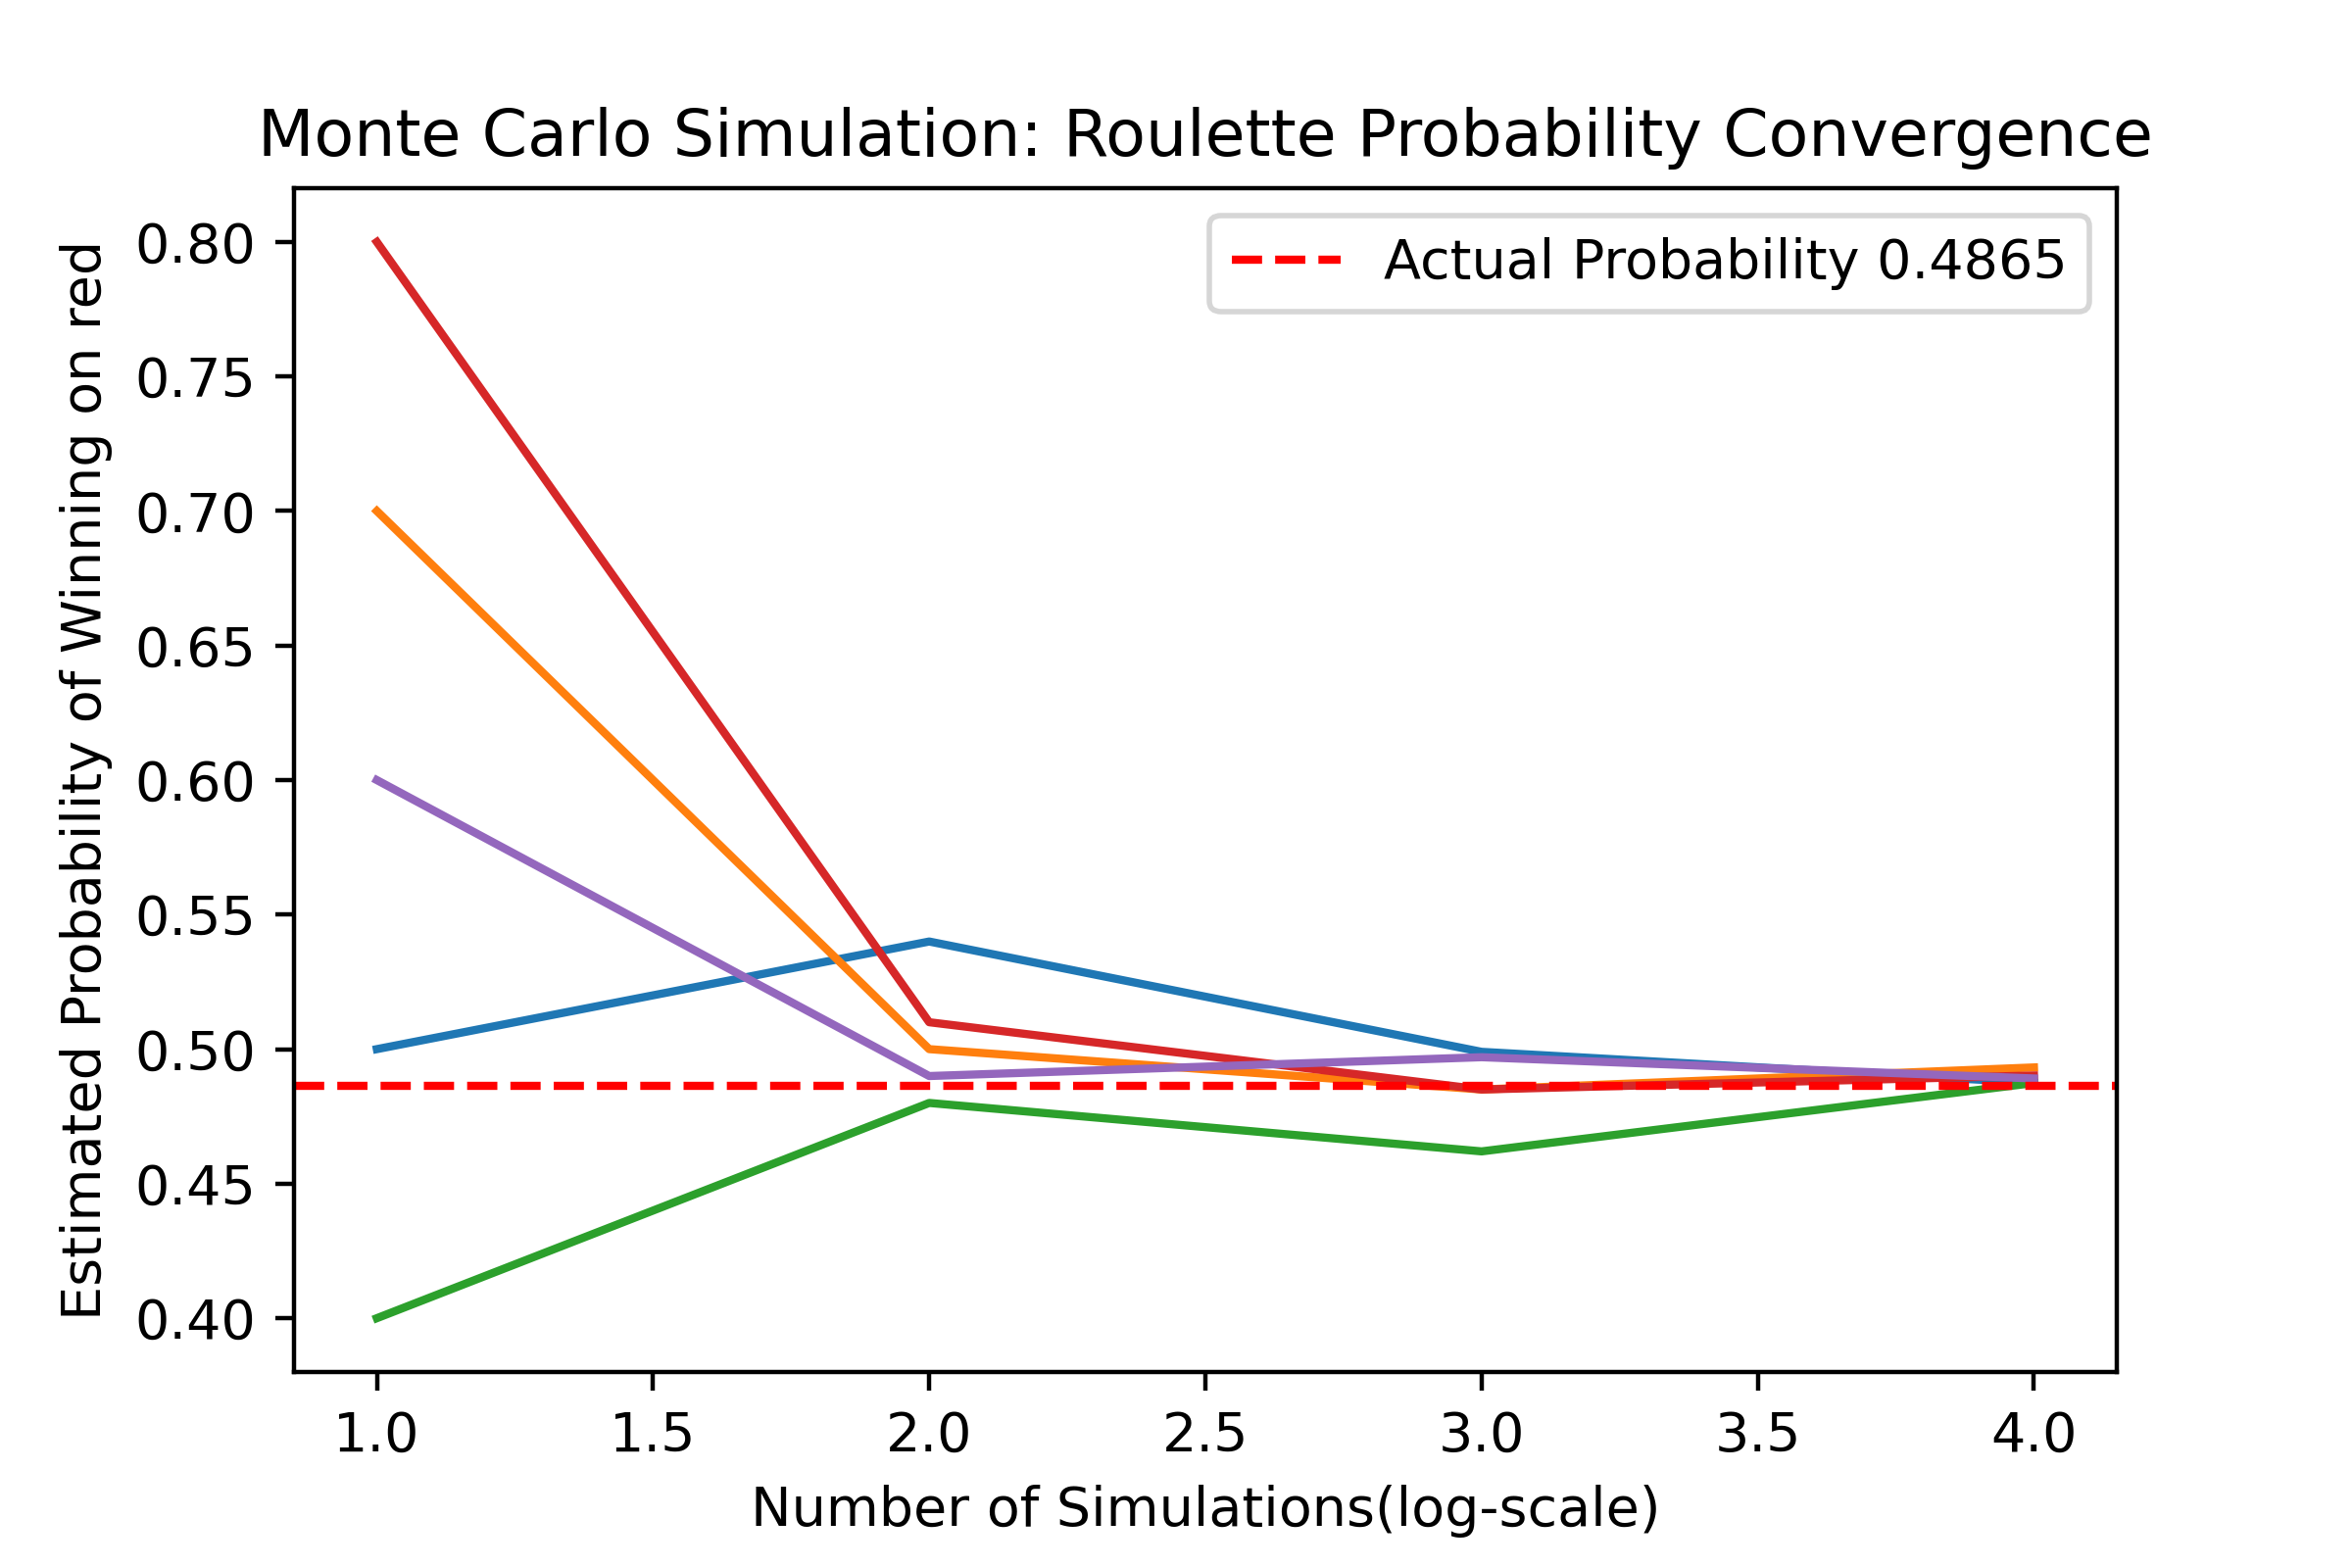 Monte Carlo Simulation: Roulette Probability Convergence
Actual Probability 0.4865
Estimated Probability of Winning on red
0.80
0.75
0.70
0.65
0.60
0.55
0.50
0.45
0.40
1.0 1.5 2.0 2.5 3.0 3.5 4.0
Number of Simulations(log-scale)